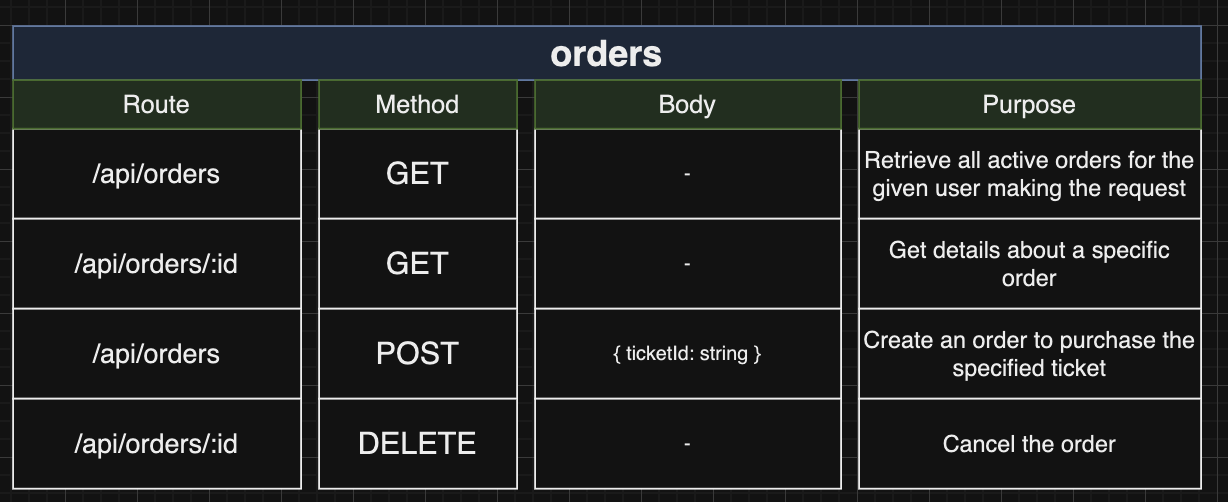 orders
Route Method Body Purpose
/api/orders GET - Retrieve all active orders for the
given user making the request
/api/orders/:id GET - Get details about a specific
order
/api/orders POST { ticketId: string } Create an order to purchase the
specified ticket
/api/orders/:id DELETE - Cancel the order